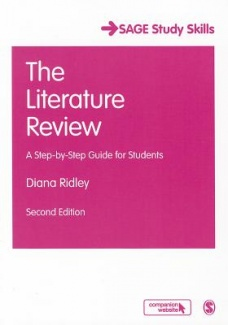 SAGE Study Skills
The
Literature
Review
A Step-by-Step Guide for Students
Diana Ridley
Second Edition
companion
website
S